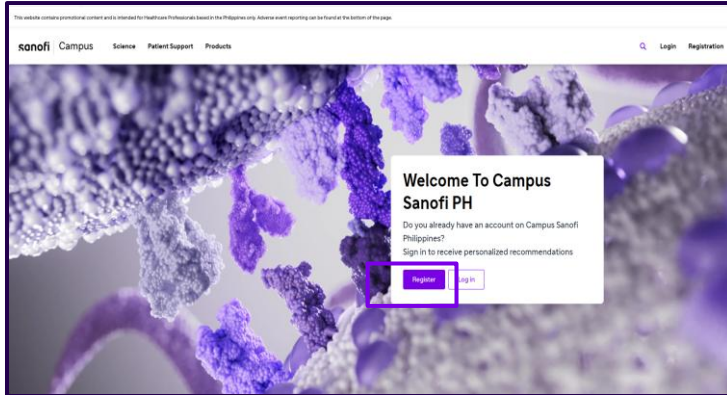 This website contains promotional content and is intended for Healthcare Professionals based in the Philippines only. Adverse event reporting can be found at the bottom of the page.
sanofi Campus Science Patient Support Products Login Registration
Welcome To Campus
Sanofi PH
Do you already have an account on Campus Sanofi
Philippines?
Sign in to receive personalized recommendations
Register Log in